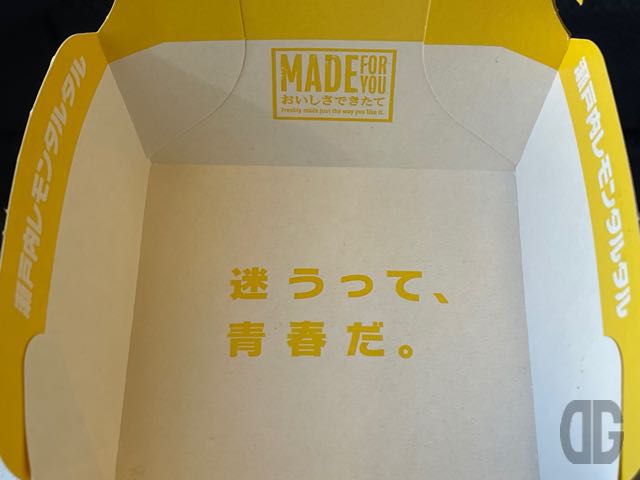 MADE FOR YOU
おいしさできたて
Freshly made just the way you like it.
瀬戸内レモンタルタル
瀬戸内レモンタルタル
迷うって、
青春だ。
DG